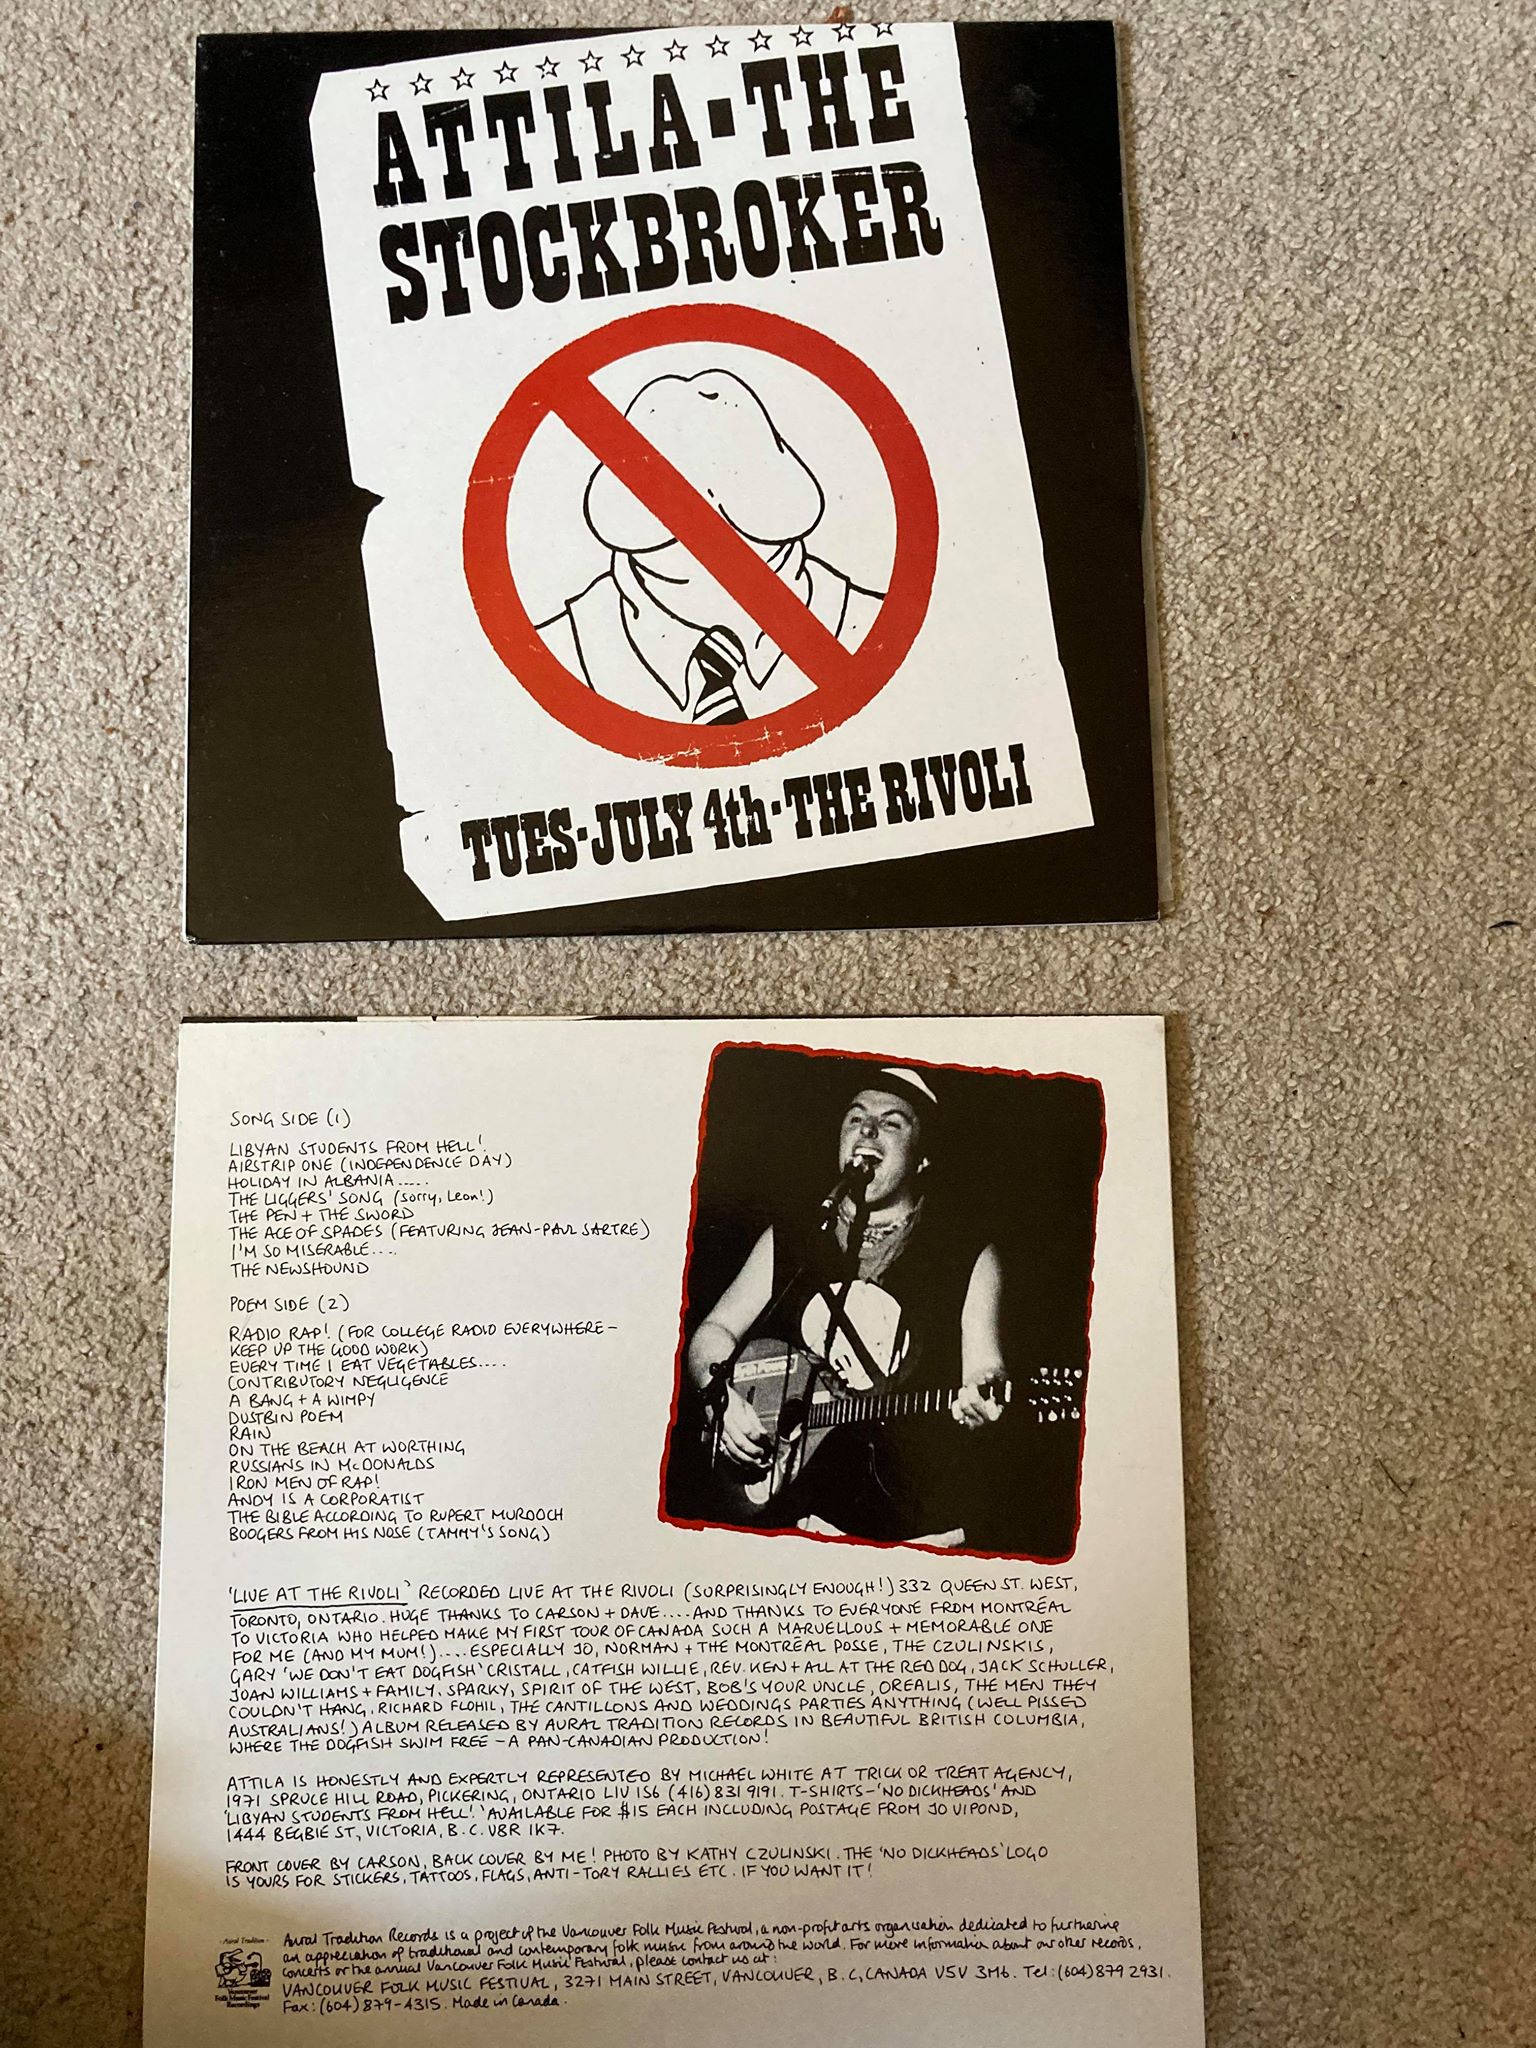 ATTILA-THE
STOCKBROKER
TUES-JULY 4th-THE RIVOLI
SONG SIDE (1)
LIBYAN STUDENTS FROM HELL!
AIRSTRIP ONE (INDEPENDENCE DAY)
HOLIDAY IN ALBANIA.....
THE LIGGERS' SONG (sorry, Leon!)
THE PEN + THE SWORD
THE ACE OF SPADES (FEATURING JEAN-PAUL SARTRE)
I'M SO MISERABLE....
THE NEWSHOUND
POEM SIDE (2)
RADIO RAP! (FOR COLLEGE RADIO EVERYWHERE-
KEEP UP THE GOOD WORK)
EVERY TIME I EAT VEGETABLES....
CONTRIBUTORY NEGLIGENCE
A BANG + A WIMPY
DUSTBIN POEM
RAIN
ON THE BEACH AT WORTHING
RUSSIANS IN McDONALDS
IRON MEN OF RAP!
ANDY IS A CORPORATIST
THE BIBLE ACCORDING TO RUPERT MURDOCH
BOOGERS FROM HIS NOSE (TAMMY'S SONG)
'LIVE AT THE RIVOLI' RECORDED LIVE AT THE RIVOLI (SURPRISINGLY ENOUGH!) 332 QUEEN ST. WEST,
TORONTO, ONTARIO. HUGE THANKS TO CARSON + DAVE....AND THANKS TO EVERYONE FROM MONTRÉAL
TO VICTORIA WHO HELPED MAKE MY FIRST TOUR OF CANADA SUCH A MARVELLOUS + MEMORABLE ONE
FOR ME (AND MY MUM!)....ESPECIALLY JO, NORMAN + THE MONTRÉAL POSSE, THE CZULINSKIS,
GARY 'WE DON'T EAT DOGFISH' CRISTALL, CATFISH WILLIE, REV. KEN + ALL AT THE RED DOG, JACK SCHULLER,
JOAN WILLIAMS + FAMILY, SPARKY, SPIRIT OF THE WEST, BOB'S YOUR UNCLE, OREALIS, THE MEN THEY
COULDN'T HANG, RICHARD FLOHIL, THE CANTILLONS AND WEDDINGS PARTIES ANYTHING (WELL PISSED
AUSTRALIANS!) ALBUM RELEASED BY AURAL TRADITION RECORDS IN BEAUTIFUL BRITISH COLUMBIA,
WHERE THE DOGFISH SWIM FREE - A PAN-CANADIAN PRODUCTION!
ATTILA IS HONESTLY AND EXPERTLY REPRESENTED BY MICHAEL WHITE AT TRICK OR TREAT AGENCY,
1971 SPRUCE HILL ROAD, PICKERING, ONTARIO L1V 1S6 (416) 831 9191. T-SHIRTS-'NO DICKHEADS' AND
'LIBYAN STUDENTS FROM HELL!' AVAILABLE FOR $15 EACH INCLUDING POSTAGE FROM JO VIPOND,
1444 BEGBIE ST, VICTORIA, B.C. V8R 1K7.
FRONT COVER BY CARSON, BACK COVER BY ME! PHOTO BY KATHY CZULINSKI. THE 'NO DICKHEADS' LOGO
IS YOURS FOR STICKERS, TATTOOS, FLAGS, ANTI-TORY RALLIES ETC. IF YOU WANT IT!
Aural Tradition Records is a project of the Vancouver Folk Music Festival, a non-profit arts organisation dedicated to furthering
an appreciation of traditional and contemporary folk music from around the world. For more information about our other records,
concerts or the annual Vancouver Folk Music Festival, please contact us at:
VANCOUVER FOLK MUSIC FESTIVAL, 3271 MAIN STREET, VANCOUVER, B.C, CANADA V5V 3M6. Tel: (604) 879 2931.
Fax: (604) 879-4315. Made in Canada.
- Aural Tradition -
Vancouver
Folk Music Festival
Recordings